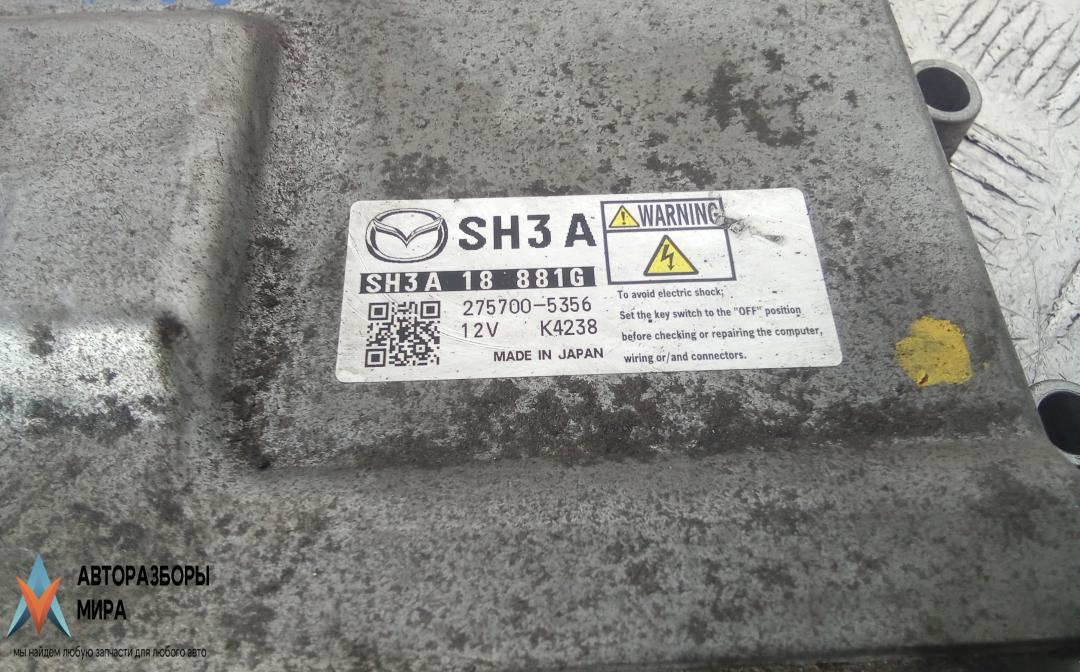 SH3A
WARNING
SH3A 18 881G
275700-5356
12V K4238
MADE IN JAPAN
To avoid electric shock;
Set the key switch to the "OFF" position
before checking or repairing the computer,
wiring or/and connectors.
АВТОРАЗБОРЫ
МИРА
мы найдем любую запчасти для любого авто